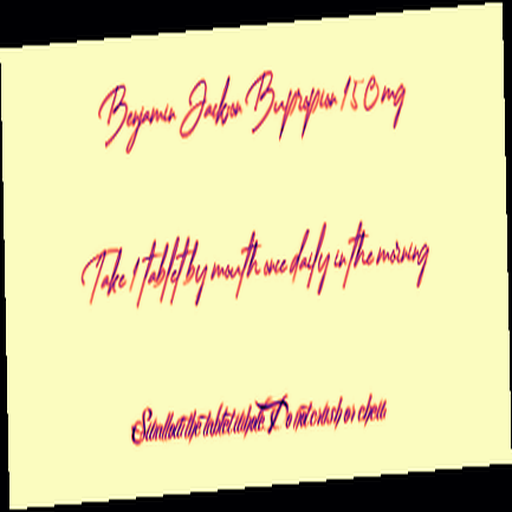 Benjamin Jackson Bupropion 150mg
Take 1 tablet by mouth once daily in the morning
Swallow the tablet whole Do not crush or chew